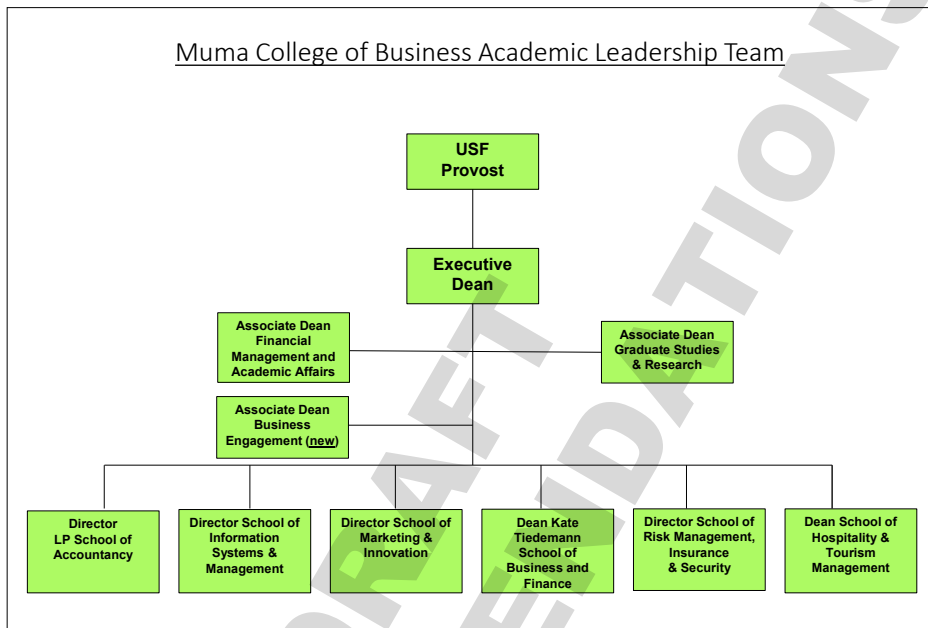 Muma College of Business Academic Leadership Team
USF
Provost
Executive
Dean
Associate Dean
Financial
Management and
Academic Affairs
Associate Dean
Graduate Studies
& Research
Associate Dean
Business
Engagement (new)
Director
LP School of
Accountancy
Director School of
Information
Systems &
Management
Director School of
Marketing &
Innovation
Dean Kate
Tiedemann
School of
Business and
Finance
Director School of
Risk Management,
Insurance
& Security
Dean School of
Hospitality &
Tourism
Management
DRAFT